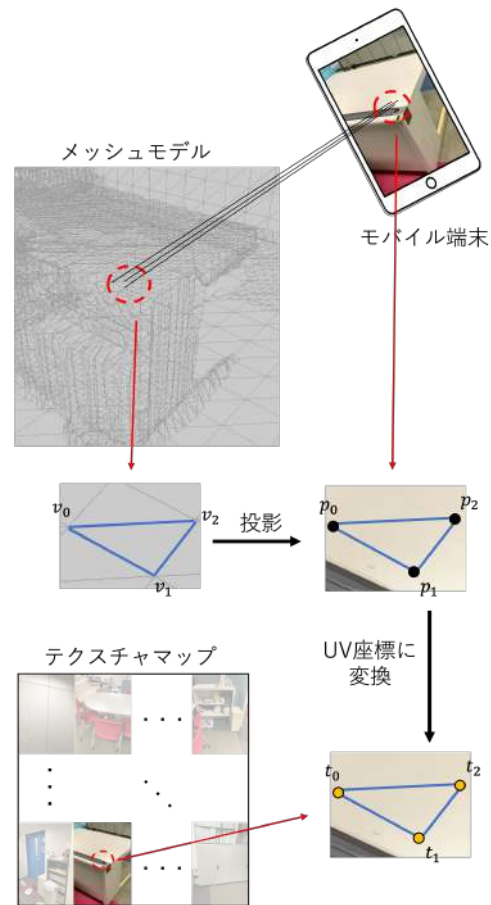 メッシュモデル
モバイル端末
v0
v2
v1
投影
p0
p2
p1
UV座標に
変換
テクスチャマップ
t0
t2
t1